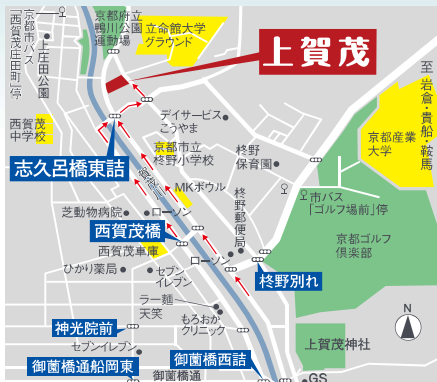 京都市バス
「西賀茂庄田町」停
上庄田公園
京都府立
鴨川公園
運動場
立命館大学
グラウンド
上賀茂
至 岩倉・貴船・鞍馬
西賀茂
中学校
デイサービス
こうやま
京都産業
大学
志久呂橋東詰
京都市立
柊野小学校
柊野
保育園
賀茂川
MKボウル
市バス
「ゴルフ場前」停
芝動物病院
ローソン
柊野郵便局
西賀茂橋
京都ゴルフ
倶楽部
西賀茂車庫
ローソン
ひかり薬局
セブン
イレブン
柊野別れ
ラー麺
天笑
もろおか
クリニック
N
神光院前
セブンイレブン
上賀茂神社
御薗橋通船岡東
御薗橋西詰
御薗橋通
GS